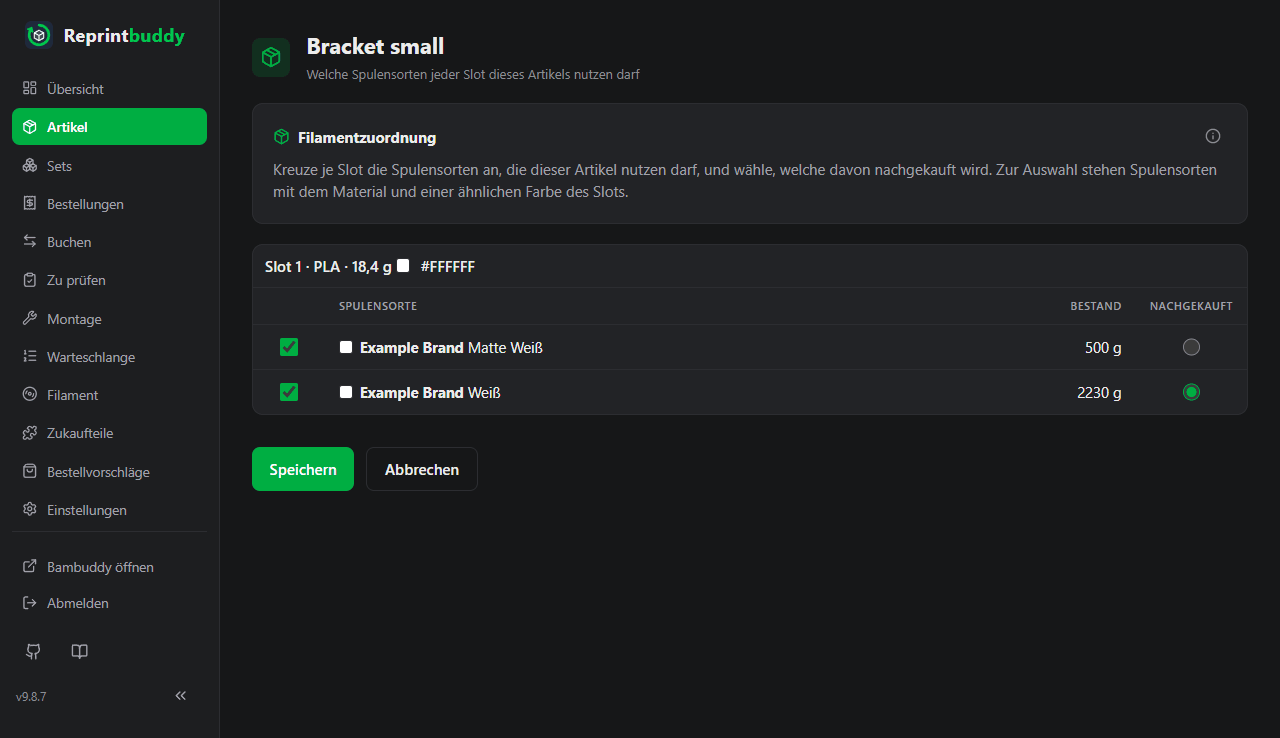 Reprintbuddy
Übersicht
Artikel
Sets
Bestellungen
Buchen
Zu prüfen
Montage
Warteschlange
Filament
Zukaufteile
Bestellvorschläge
Einstellungen
Bambuddy öffnen
Abmelden
v9.8.7
Bracket small
Welche Spulensorten jeder Slot dieses Artikels nutzen darf
Filamentzuordnung
Kreuze je Slot die Spulensorten an, die dieser Artikel nutzen darf, und wähle, welche davon nachgekauft wird. Zur Auswahl stehen Spulensorten
mit dem Material und einer ähnlichen Farbe des Slots.
Slot 1 · PLA · 18,4 g #FFFFFF
SPULENSORTE BESTAND NACHGEKAUFT
Example Brand Matte Weiß 500 g
Example Brand Weiß 2230 g
Speichern Abbrechen